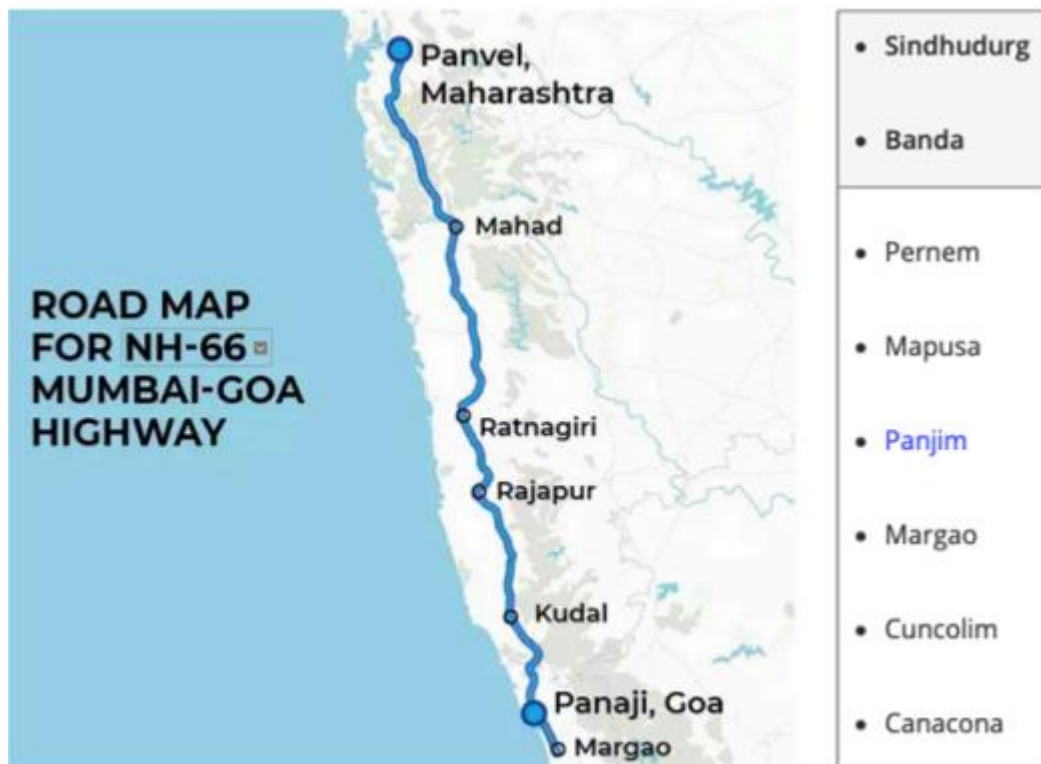 Panvel,
Maharashtra
Mahad
ROAD MAP
FOR NH-66
MUMBAI-GOA
HIGHWAY
Ratnagiri
Rajapur
Kudal
Panaji, Goa
Margao
• Sindhudurg
• Banda
• Pernem
• Mapusa
• Panjim
• Margao
• Cuncolim
• Canacona